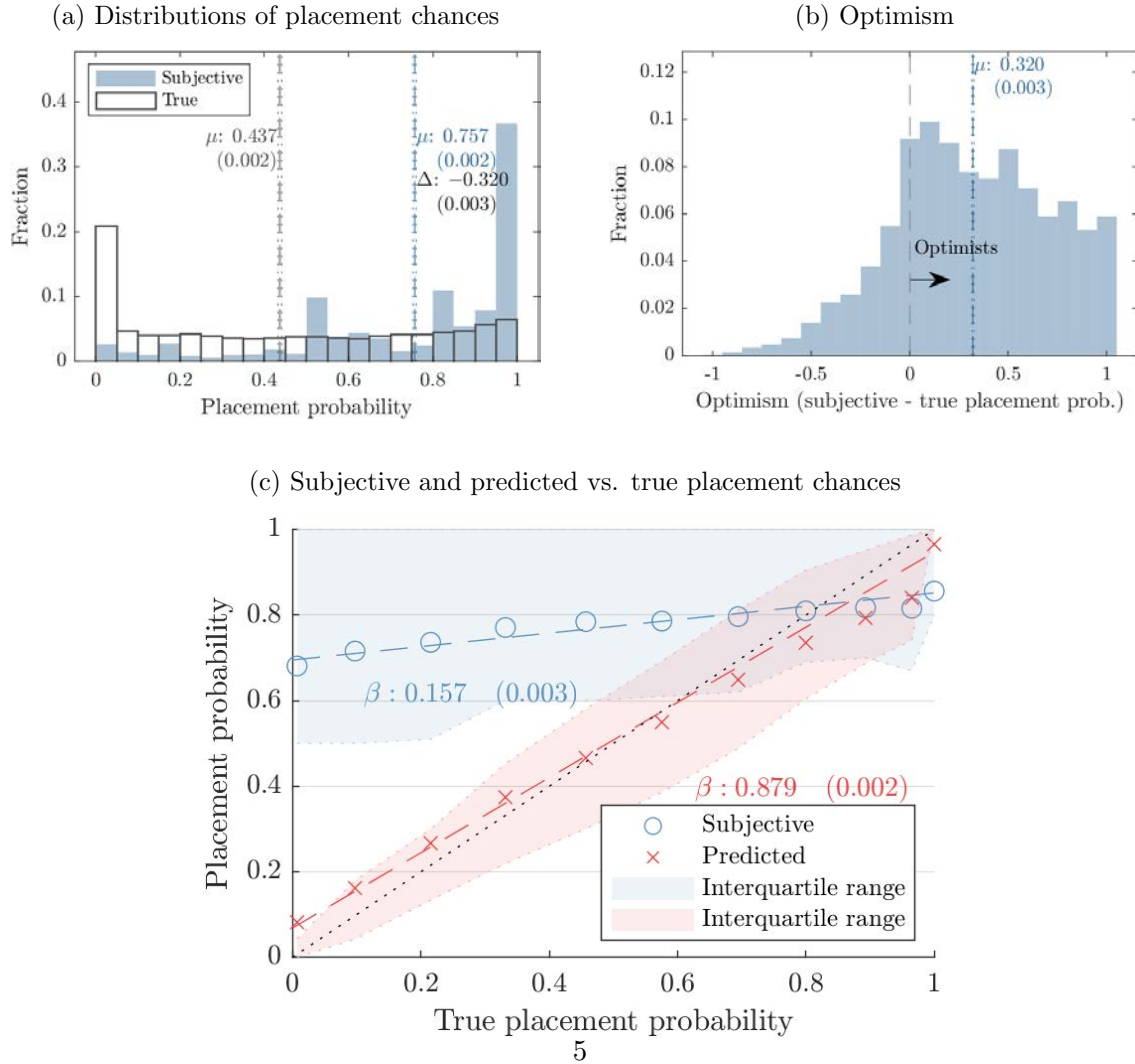 (a) Distributions of placement chances
Subjective
True
μ: 0.437
(0.002)
μ: 0.757
(0.002)
Δ: −0.320
(0.003)
0.4
0.3
0.2
0.1
0
Fraction
0
0.2
0.4
0.6
0.8
1
Placement probability
(b) Optimism
μ: 0.320
(0.003)
Optimists
0.12
0.1
0.08
0.06
0.04
0.02
0
Fraction
-1
-0.5
0
0.5
1
Optimism (subjective - true placement prob.)
(c) Subjective and predicted vs. true placement chances
1
0.8
0.6
0.4
0.2
0
Placement probability
β : 0.157 (0.003)
β : 0.879 (0.002)
Subjective
Predicted
Interquartile range
Interquartile range
0
0.2
0.4
0.6
0.8
1
True placement probability
5